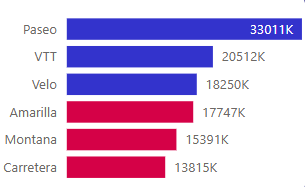 Paseo 33011K
VTT 20512K
Velo 18250K
Amarilla 17747K
Montana 15391K
Carretera 13815K